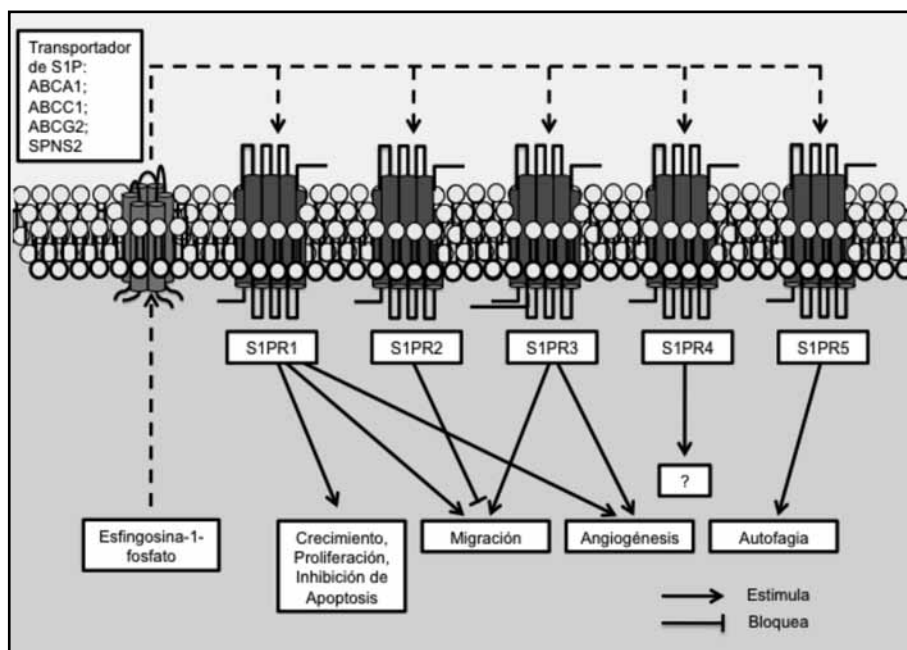 Transportador
de S1P:
ABCA1;
ABCC1;
ABCG2;
SPNS2
S1PR1
S1PR2
S1PR3
S1PR4
S1PR5
?
Esfingosina-1-
fosfato
Crecimiento,
Proliferación,
Inhibición de
Apoptosis
Migración
Angiogénesis
Autofagia
Estimula
Bloquea